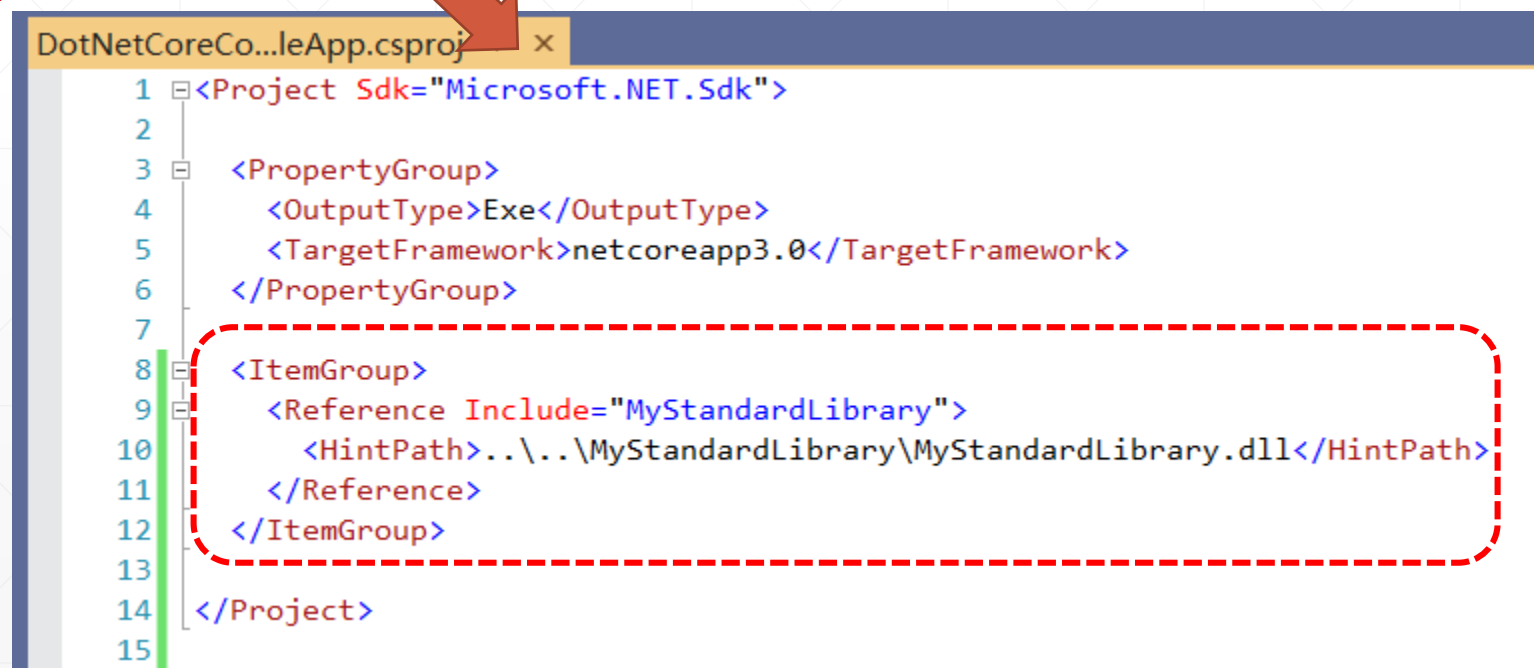 DotNetCoreCo...leApp.csproj
1 <Project Sdk="Microsoft.NET.Sdk">
2
3 <PropertyGroup>
4 <OutputType>Exe</OutputType>
5 <TargetFramework>netcoreapp3.0</TargetFramework>
6 </PropertyGroup>
7
8 <ItemGroup>
9 <Reference Include="MyStandardLibrary">
10 <HintPath>..\..\MyStandardLibrary\MyStandardLibrary.dll</HintPath>
11 </Reference>
12 </ItemGroup>
13
14 </Project>
15